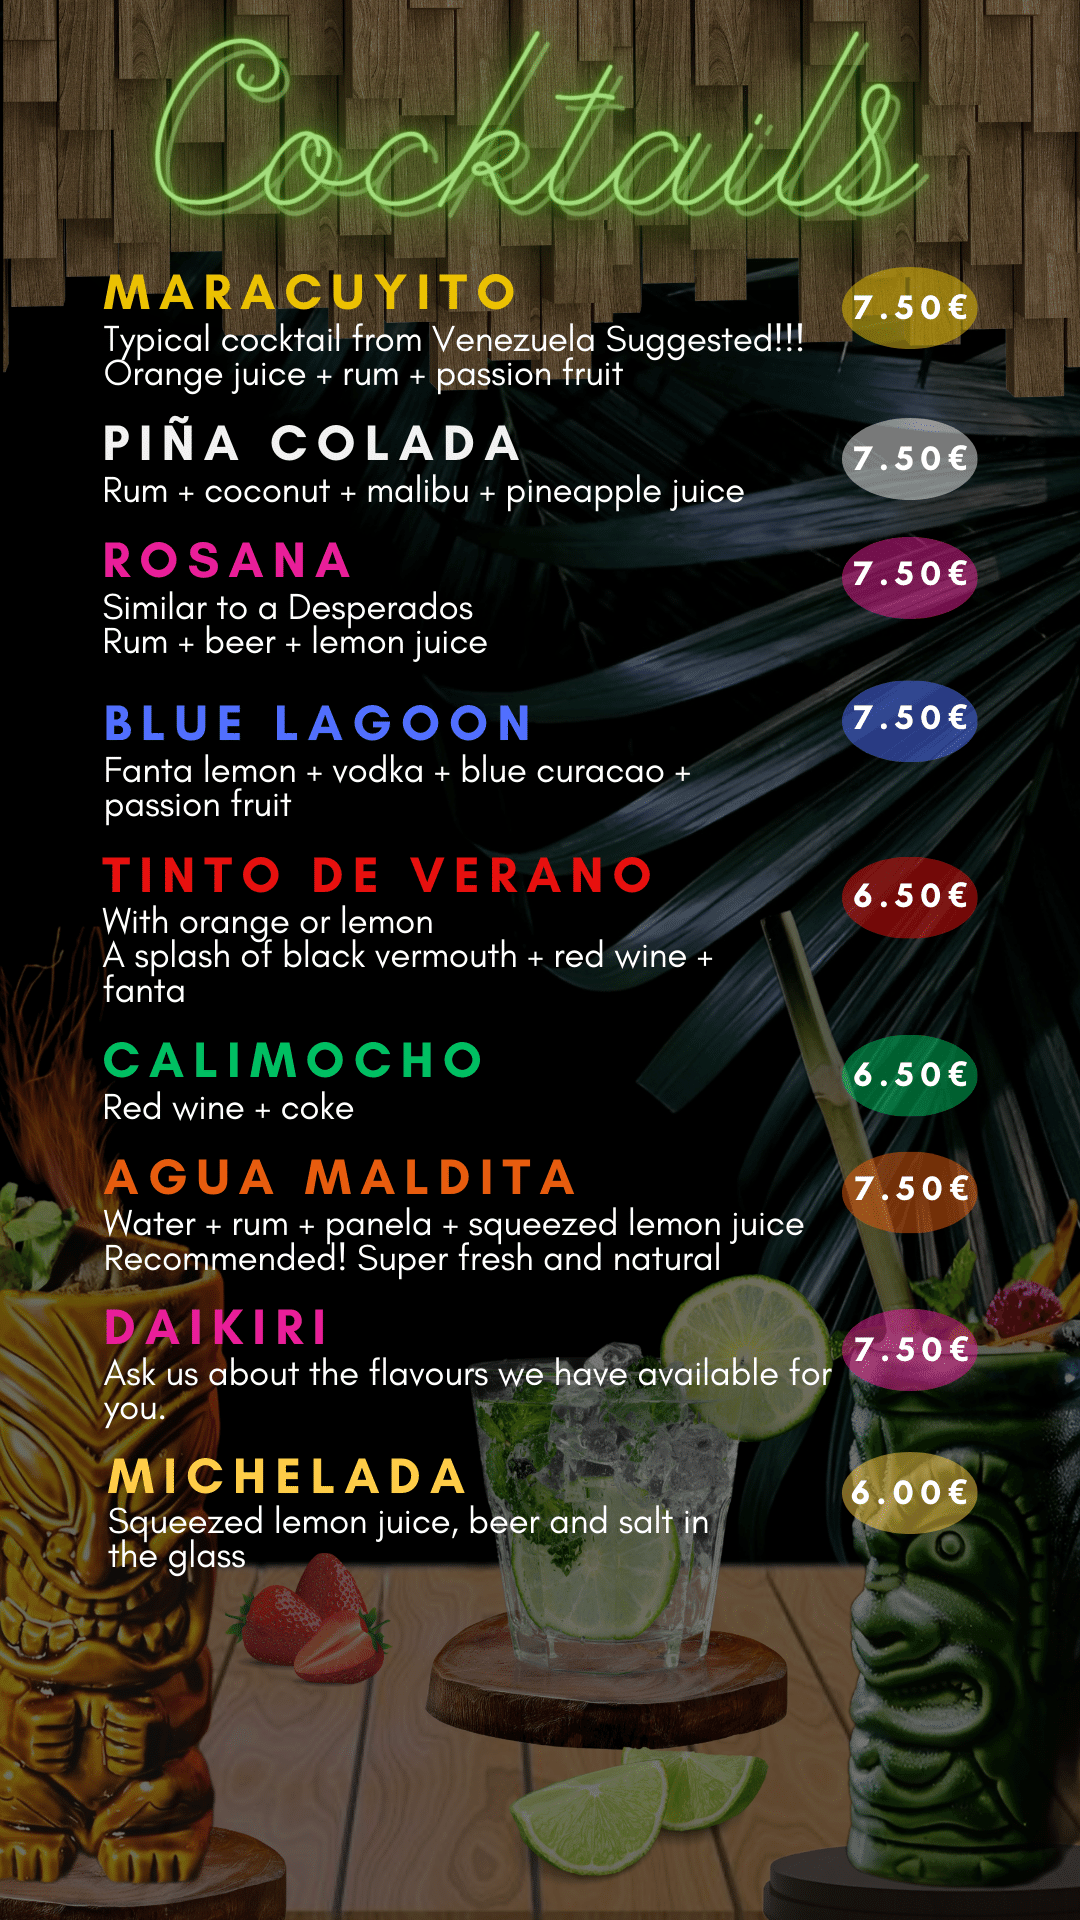 Cocktails
MARACUYITO
7.50€
Typical cocktail from Venezuela Suggested!!!
Orange juice + rum + passion fruit
PIÑA COLADA
7.50€
Rum + coconut + malibu + pineapple juice
ROSANA
7.50€
Similar to a Desperados
Rum + beer + lemon juice
BLUE LAGOON
7.50€
Fanta lemon + vodka + blue curacao +
passion fruit
TINTO DE VERANO
6.50€
With orange or lemon
A splash of black vermouth + red wine +
fanta
CALIMOCHO
6.50€
Red wine + coke
AGUA MALDITA
7.50€
Water + rum + panela + squeezed lemon juice
Recommended! Super fresh and natural
DAIKIRI
7.50€
Ask us about the flavours we have available for
you.
MICHELADA
6.00€
Squeezed lemon juice, beer and salt in
the glass